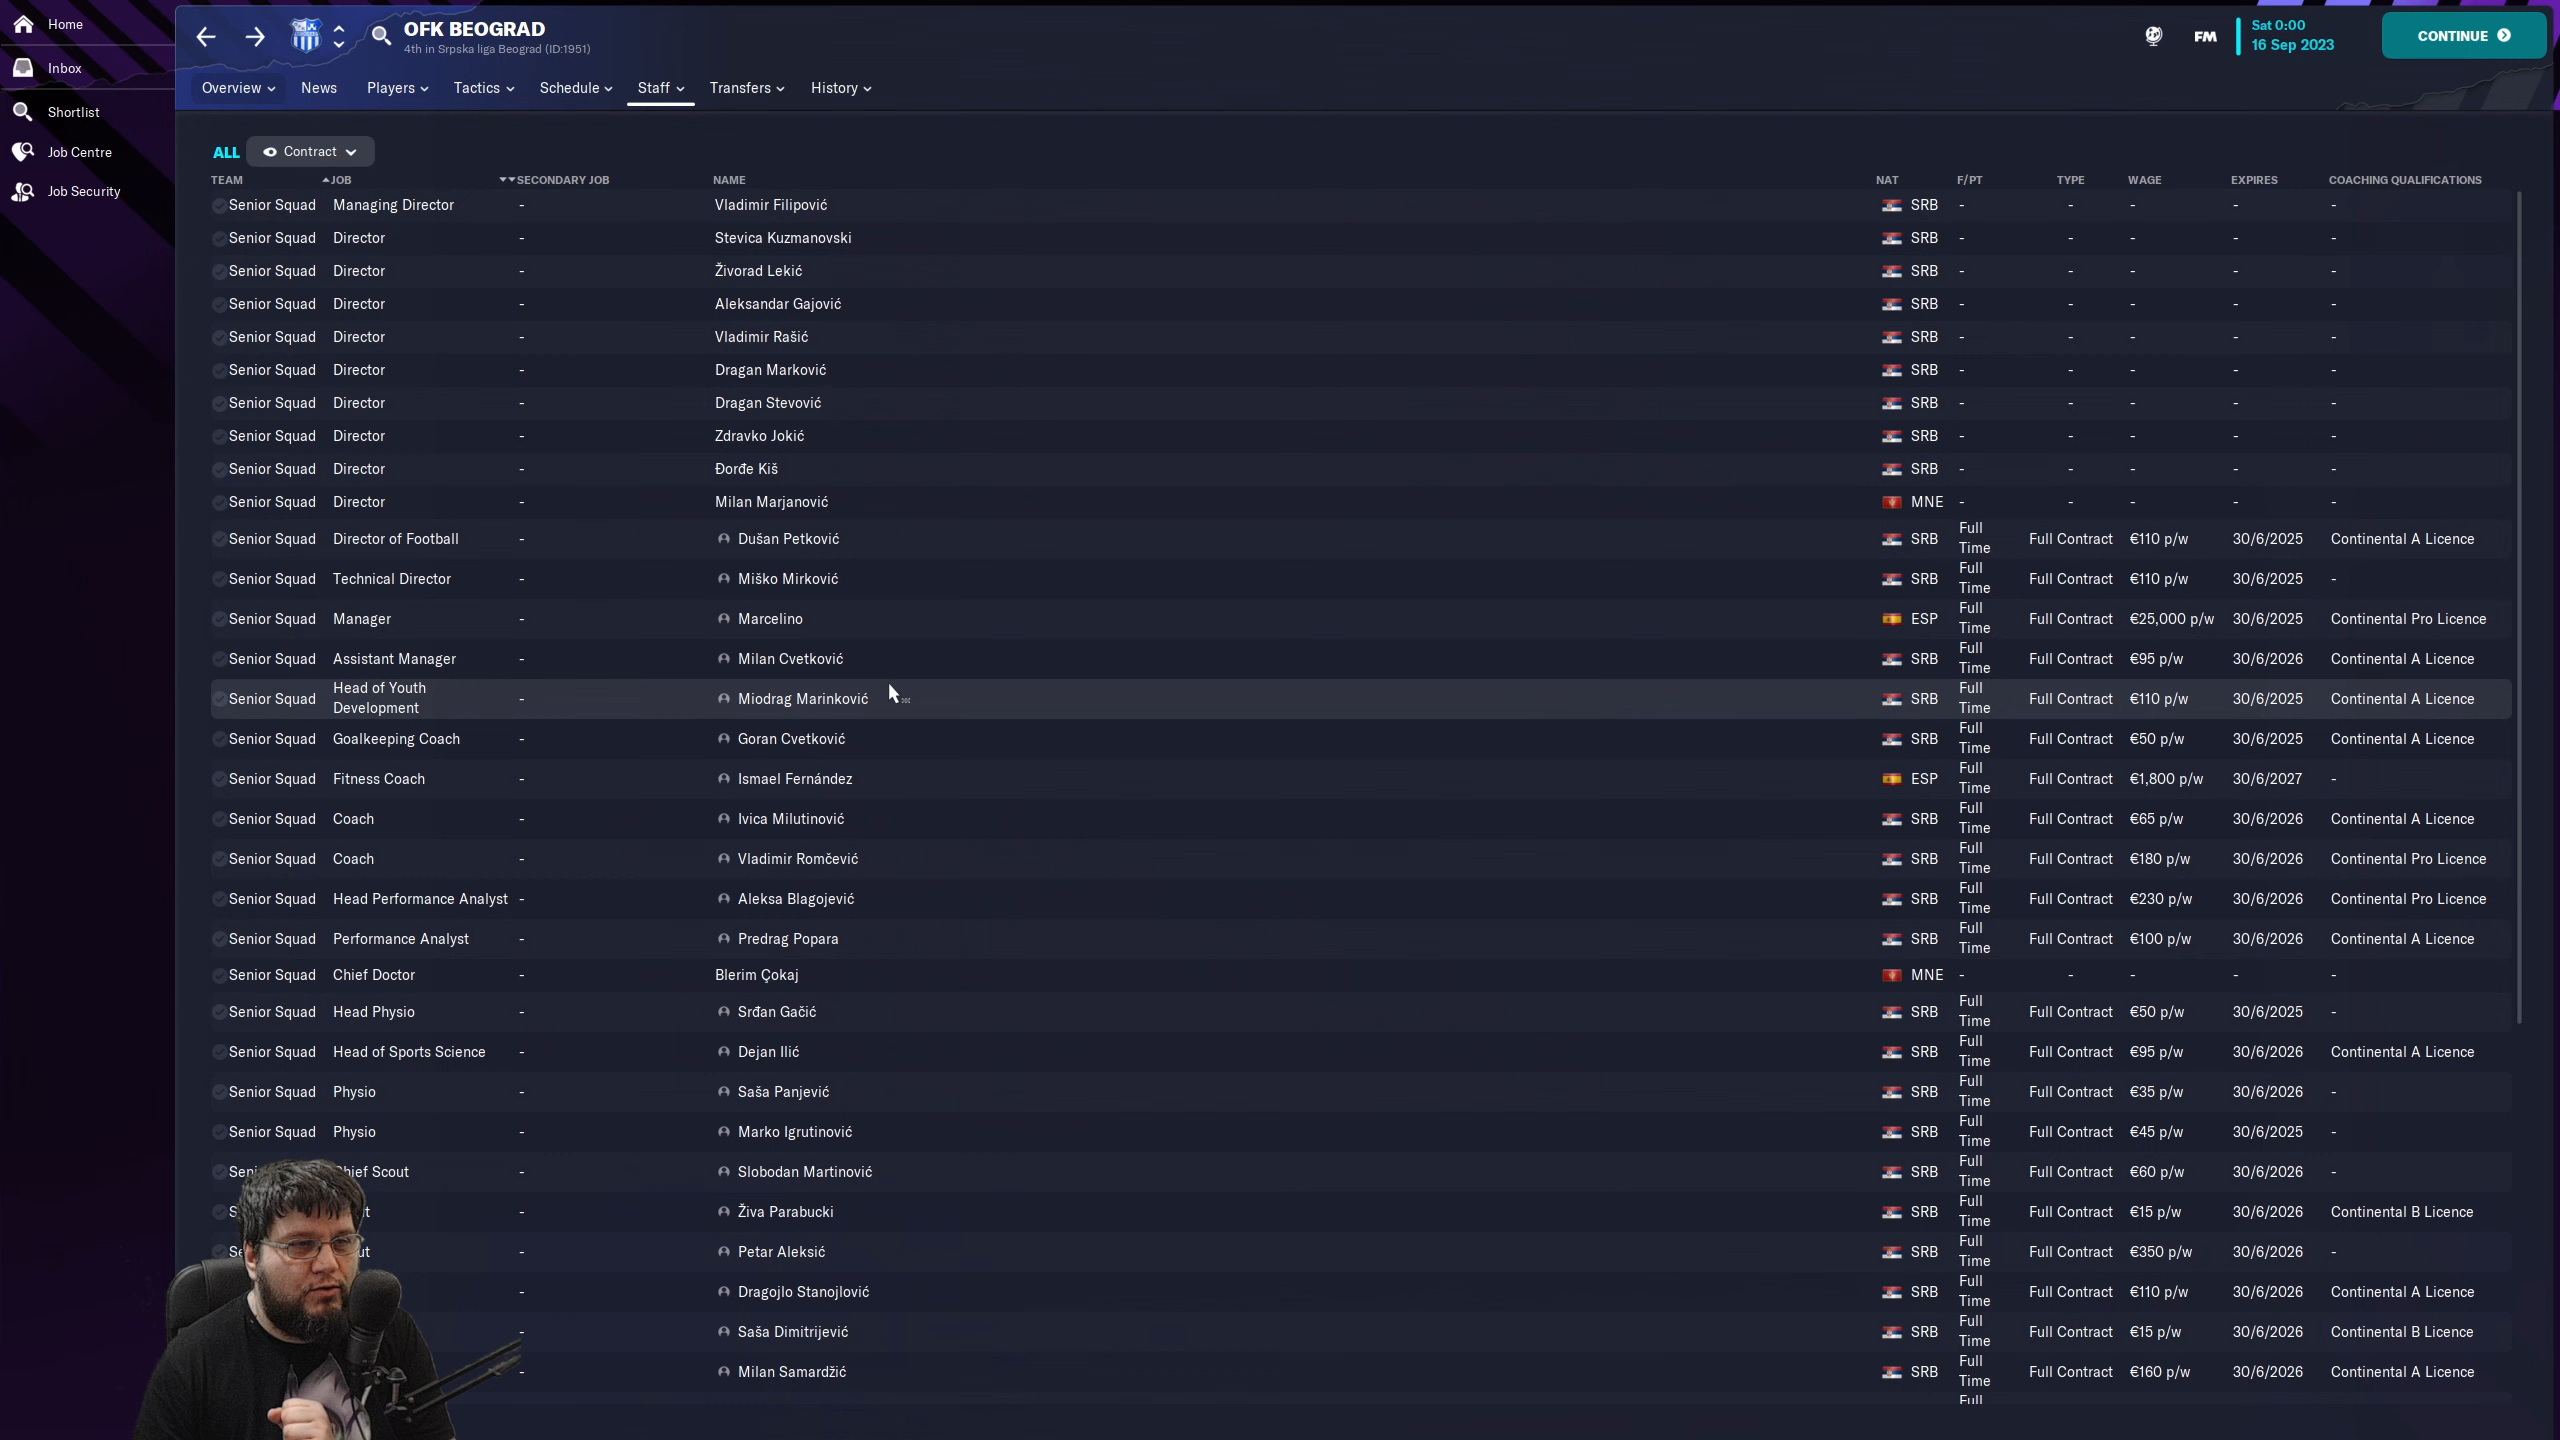 Home
Inbox
Shortlist
Job Centre
Job Security
OFK BEOGRAD
4th in Srpska liga Beograd (ID:1951)
FM
Sat 0:00
16 Sep 2023
CONTINUE
Overview News Players Tactics Schedule Staff Transfers History
ALL Contract
TEAM JOB SECONDARY JOB NAME NAT F/PT TYPE WAGE EXPIRES COACHING QUALIFICATIONS
Senior Squad Managing Director - Vladimir Filipović SRB - - - - -
Senior Squad Director - Stevica Kuzmanovski SRB - - - - -
Senior Squad Director - Živorad Lekić SRB - - - - -
Senior Squad Director - Aleksandar Gajović SRB - - - - -
Senior Squad Director - Vladimir Rašić SRB - - - - -
Senior Squad Director - Dragan Marković SRB - - - - -
Senior Squad Director - Dragan Stevović SRB - - - - -
Senior Squad Director - Zdravko Jokić SRB - - - - -
Senior Squad Director - Đorđe Kiš SRB - - - - -
Senior Squad Director - Milan Marjanović MNE - - - - -
Senior Squad Director of Football - Dušan Petković SRB Full Time Full Contract €110 p/w 30/6/2025 Continental A Licence
Senior Squad Technical Director - Miško Mirković SRB Full Time Full Contract €110 p/w 30/6/2025 -
Senior Squad Manager - Marcelino ESP Full Time Full Contract €25,000 p/w 30/6/2025 Continental Pro Licence
Senior Squad Assistant Manager - Milan Cvetković SRB Full Time Full Contract €95 p/w 30/6/2026 Continental A Licence
Senior Squad Head of Youth Development - Miodrag Marinković SRB Full Time Full Contract €110 p/w 30/6/2025 Continental A Licence
Senior Squad Goalkeeping Coach - Goran Cvetković SRB Full Time Full Contract €50 p/w 30/6/2025 Continental A Licence
Senior Squad Fitness Coach - Ismael Fernández ESP Full Time Full Contract €1,800 p/w 30/6/2027 -
Senior Squad Coach - Ivica Milutinović SRB Full Time Full Contract €65 p/w 30/6/2026 Continental A Licence
Senior Squad Coach - Vladimir Romčević SRB Full Time Full Contract €180 p/w 30/6/2026 Continental Pro Licence
Senior Squad Head Performance Analyst - Aleksa Blagojević SRB Full Time Full Contract €230 p/w 30/6/2026 Continental Pro Licence
Senior Squad Performance Analyst - Predrag Popara SRB Full Time Full Contract €100 p/w 30/6/2026 Continental A Licence
Senior Squad Chief Doctor - Blerim Çokaj MNE - - - - -
Senior Squad Head Physio - Srđan Gačić SRB Full Time Full Contract €50 p/w 30/6/2025 -
Senior Squad Head of Sports Science - Dejan Ilić SRB Full Time Full Contract €95 p/w 30/6/2026 Continental A Licence
Senior Squad Physio - Saša Panjević SRB Full Time Full Contract €35 p/w 30/6/2026 -
Senior Squad Physio - Marko Igrutinović SRB Full Time Full Contract €45 p/w 30/6/2025 -
Scout - Slobodan Martinović SRB Full Time Full Contract €60 p/w 30/6/2026 -
- Živa Parabucki SRB Full Time Full Contract €15 p/w 30/6/2026 Continental B Licence
- Petar Aleksić SRB Full Time Full Contract €350 p/w 30/6/2026 -
- Dragojlo Stanojlović SRB Full Time Full Contract €110 p/w 30/6/2026 Continental A Licence
- Saša Dimitrijević SRB Full Time Full Contract €15 p/w 30/6/2026 Continental B Licence
- Milan Samardžić SRB Full Time Full Contract €160 p/w 30/6/2026 Continental A Licence
Full